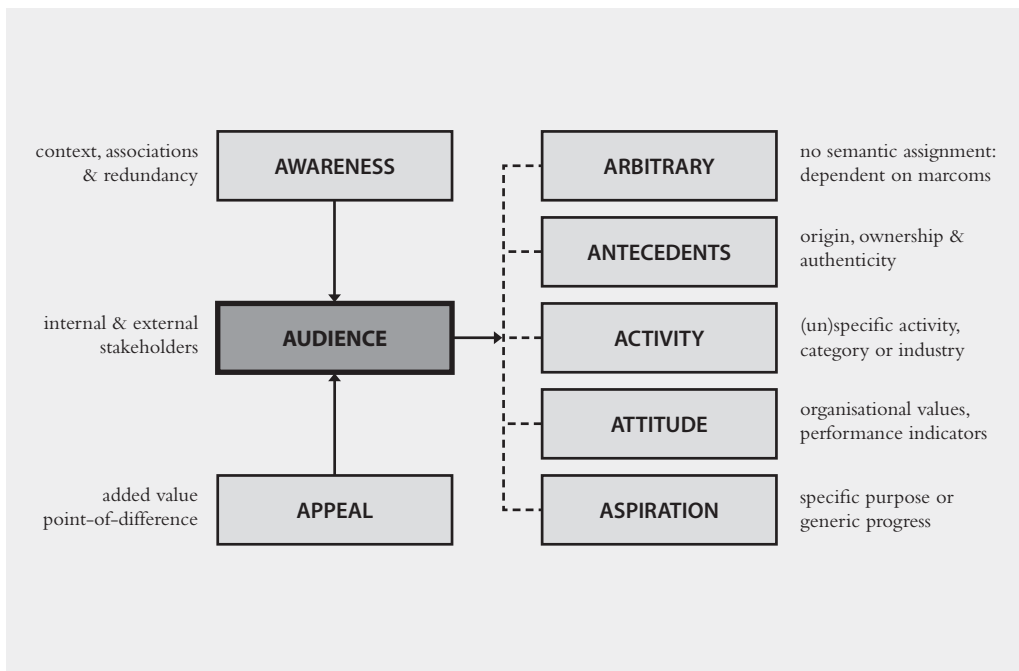 context, associations
& redundancy
AWARENESS
internal & external
stakeholders
AUDIENCE
added value
point-of-difference
APPEAL
ARBITRARY
no semantic assignment:
dependent on marcoms
ANTECEDENTS
origin, ownership &
authenticity
ACTIVITY
(un)specific activity,
category or industry
ATTITUDE
organisational values,
performance indicators
ASPIRATION
specific purpose or
generic progress